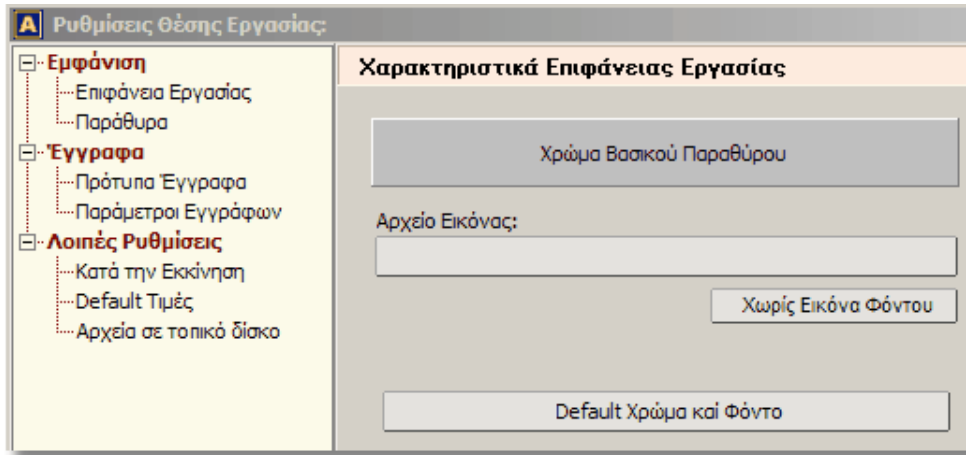 A Ρυθμίσεις Θέσης Εργασίας:
Εμφάνιση
Επιφάνεια Εργασίας
Παράθυρα
Έγγραφα
Πρότυπα Έγγραφα
Παράμετροι Εγγράφων
Λοιπές Ρυθμίσεις
Κατά την Εκκίνηση
Default Τιμές
Αρχεία σε τοπικό δίσκο
Χαρακτηριστικά Επιφάνειας Εργασίας
Χρώμα Βασικού Παραθύρου
Αρχείο Εικόνας:
Χωρίς Εικόνα Φόντου
Default Χρώμα καί Φόντο